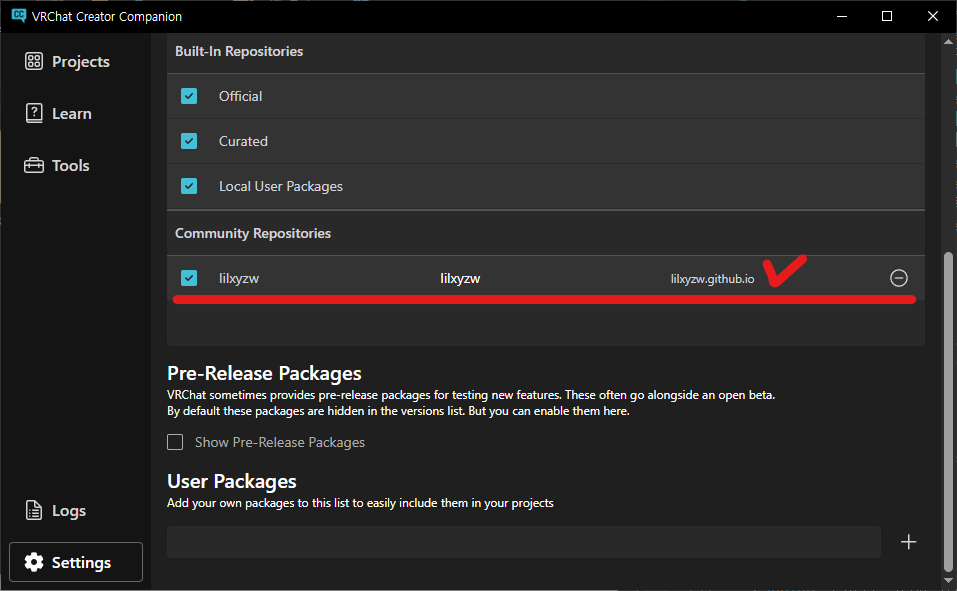 VRChat Creator Companion
Projects
Learn
Tools
Logs
Settings
Built-In Repositories
Official
Curated
Local User Packages
Community Repositories
lilxyzw lilxyzw lilxyzw.github.io
Pre-Release Packages
VRChat sometimes provides pre-release packages for testing new features. These often go alongside an open beta.
By default these packages are hidden in the versions list. But you can enable them here.
Show Pre-Release Packages
User Packages
Add your own packages to this list to easily include them in your projects